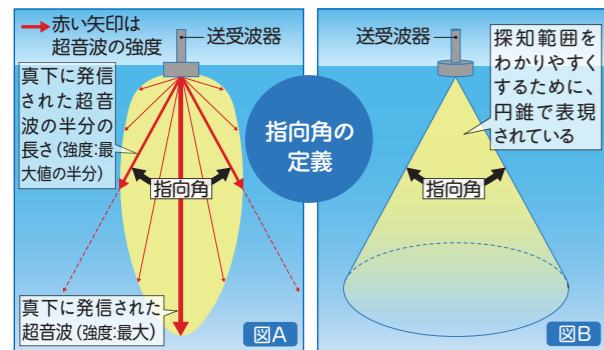 赤い矢印は
超音波の強度
送受波器
真下に発信
された超音
波の半分の
長さ(強度:最
大値の半分)
指向角
真下に発信された
超音波(強度:最大)
図A
指向角の
定義
送受波器
探知範囲を
わかりやすく
するために、
円錐で表現
されている
指向角
図B